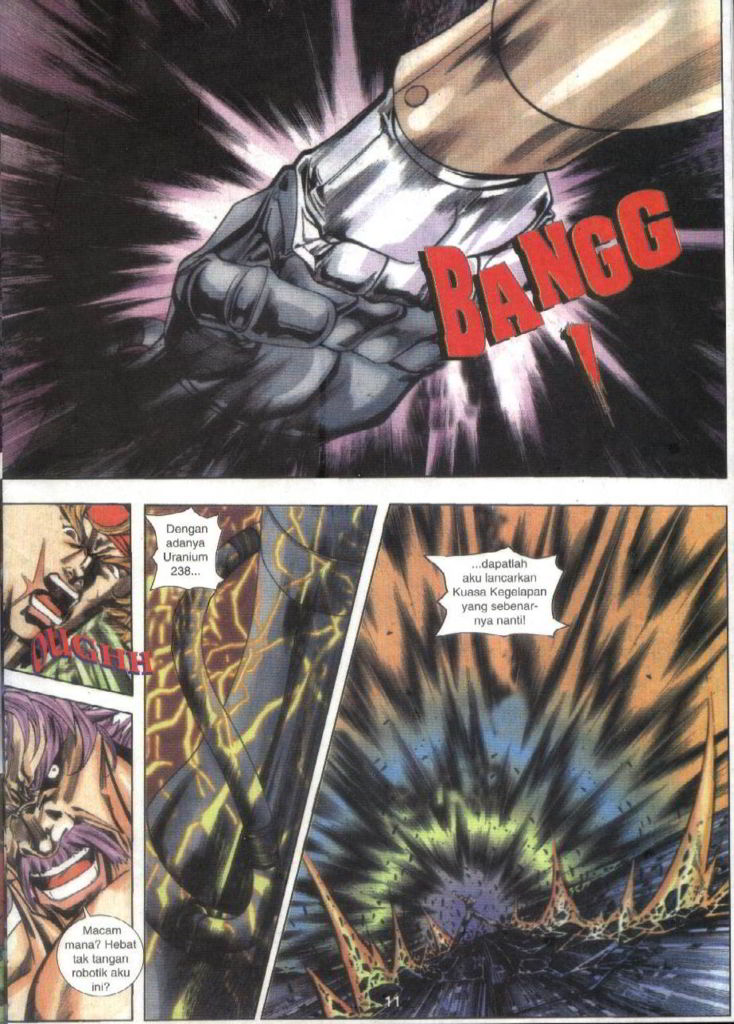 BANGG
!
OUGHHH
Macam
mana? Hebat
tak tangan
robotik aku
ini?
Dengan
adanya
Uranium
238...
...dapatlah
aku lancarkan
Kuasa Kegelapan
yang sebenar-
nya nanti!
11